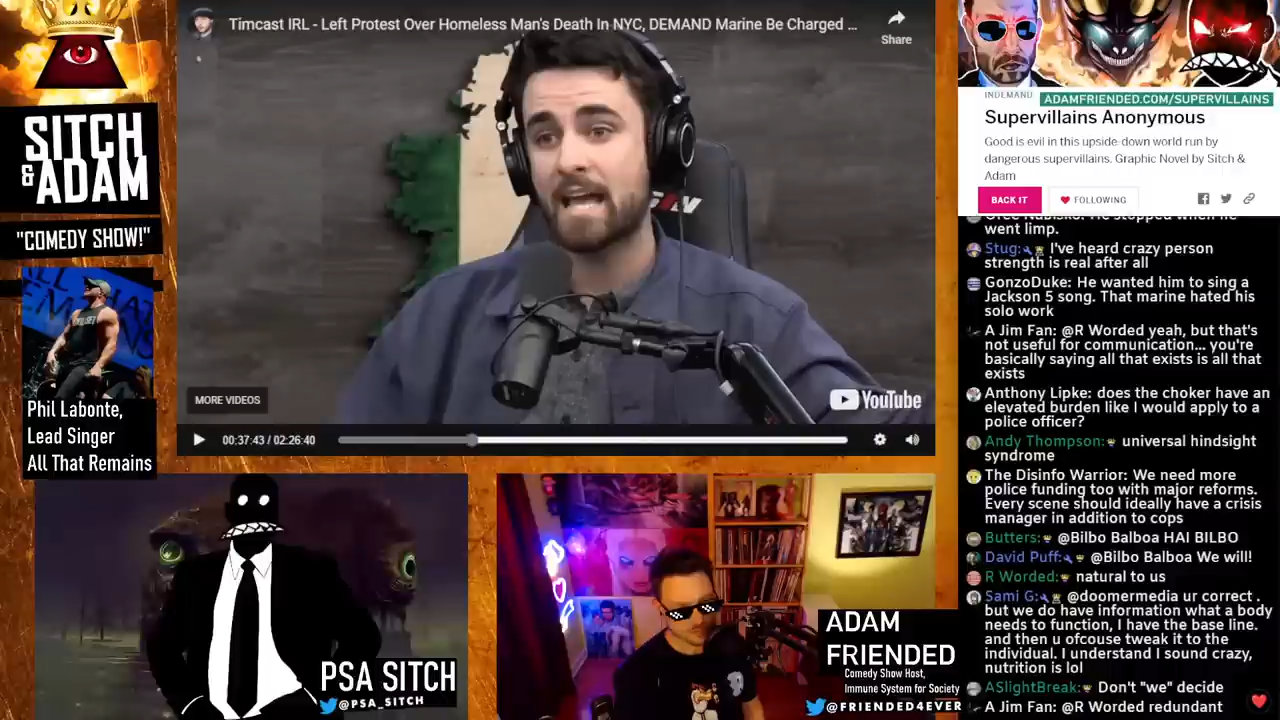 SITCH
& ADAM
"COMEDY SHOW!"
Phil Labonte,
Lead Singer
All That Remains
Timcast IRL - Left Protest Over Homeless Man's Death In NYC, DEMAND Marine Be Charged ...
Share
MORE VIDEOS
YouTube
00:37:43 / 02:26:40
PSA SITCH
@PSA_SITCH
ADAM
FRIENDED
Comedy Show Host,
Immune System for Society
@FRIENDED4EVER
INDEMAND
ADAMFRIENDED.COM/SUPERVILLAINS
Supervillains Anonymous
Good is evil in this upside-down world run by
dangerous supervillains. Graphic Novel by Sitch &
Adam
BACK IT
FOLLOWING
went limp.
Stug: I've heard crazy person
strength is real after all
GonzoDuke: He wanted him to sing a
Jackson 5 song. That marine hated his
solo work
A Jim Fan: @R Worded yeah, but that's
not useful for communication... you're
basically saying all that exists is all that
exists
Anthony Lipke: does the choker have an
elevated burden like I would apply to a
police officer?
Andy Thompson: universal hindsight
syndrome
The Disinfo Warrior: We need more
police funding too with major reforms.
Every scene should ideally have a crisis
manager in addition to cops
Butters: @Bilbo Balboa HAI BILBO
David Puff: @Bilbo Balboa We will!
R Worded: natural to us
Sami G: @doomermedia ur correct .
but we do have information what a body
needs to function, I have the base line.
and then u ofcouse tweak it to the
individual. I understand I sound crazy,
nutrition is lol
ASlightBreak: Don't "we" decide
A Jim Fan: @R Worded redundant